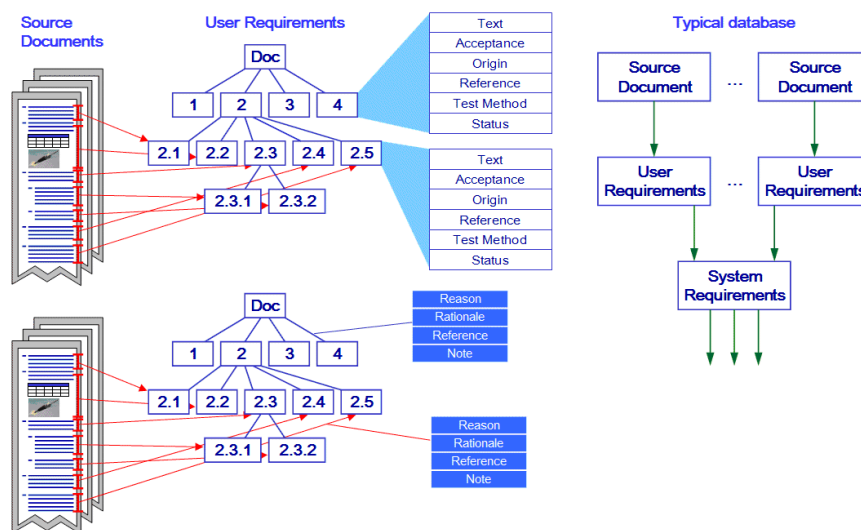 Source
Documents
User Requirements
Typical database
Doc
1
2
3
4
2.1
2.2
2.3
2.4
2.5
2.3.1
2.3.2
Text
Acceptance
Origin
Reference
Test Method
Status
Text
Acceptance
Origin
Reference
Test Method
Status
Source
Document
...
Source
Document
User
Requirements
...
User
Requirements
System
Requirements
Doc
1
2
3
4
2.1
2.2
2.3
2.4
2.5
2.3.1
2.3.2
Reason
Rationale
Reference
Note
Reason
Rationale
Reference
Note